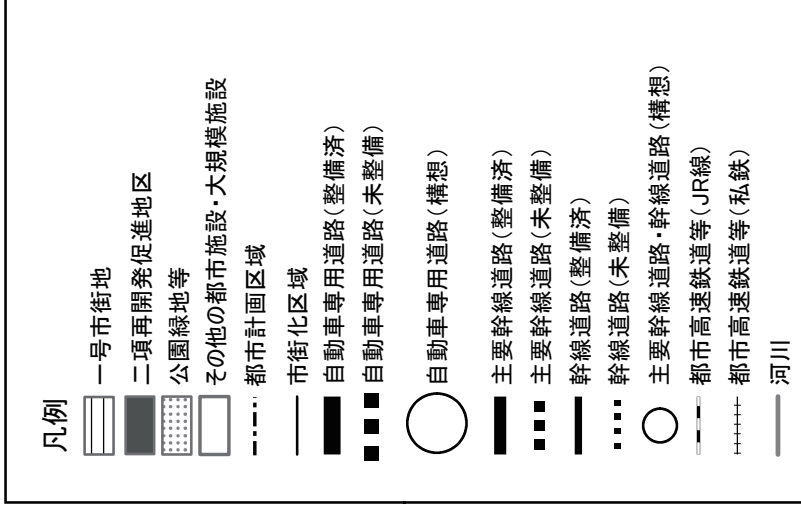 凡例
一号市街地
二項再開発促進地区
公園緑地等
その他の都市施設・大規模施設
都市計画区域
市街化区域
自動車専用道路(整備済)
自動車専用道路(未整備)
自動車専用道路(構想)
主要幹線道路(整備済)
主要幹線道路(未整備)
幹線道路(整備済)
幹線道路(未整備)
主要幹線道路・幹線道路(構想)
都市高速鉄道等(JR線)
都市高速鉄道等(私鉄)
河川